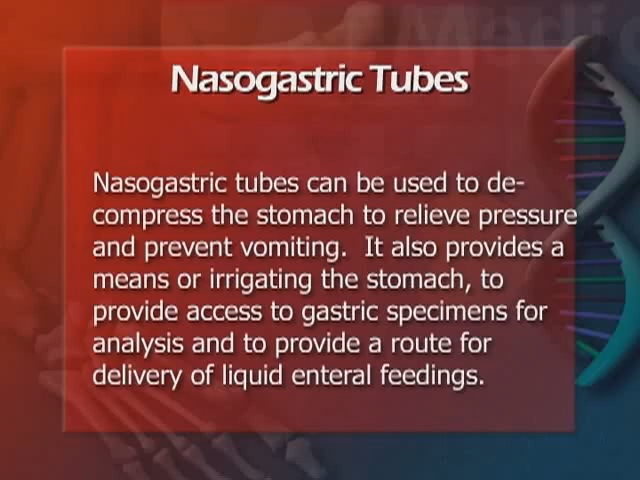 Nasogastric Tubes
Nasogastric tubes can be used to de-
compress the stomach to relieve pressure
and prevent vomiting. It also provides a
means or irrigating the stomach, to
provide access to gastric specimens for
analysis and to provide a route for
delivery of liquid enteral feedings.